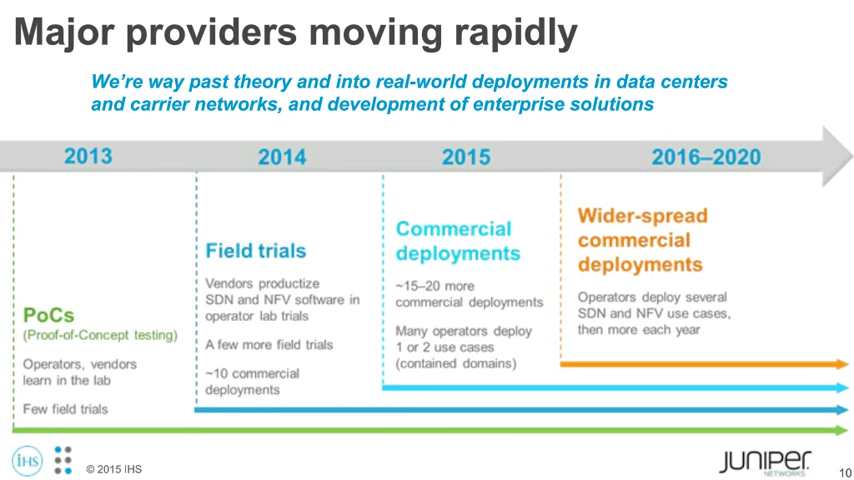 Major providers moving rapidly
We're way past theory and into real-world deployments in data centers
and carrier networks, and development of enterprise solutions
2013
2014
2015
2016–2020
PoCs
(Proof-of-Concept testing)
Operators, vendors
learn in the lab
Few field trials
Field trials
Vendors productize
SDN and NFV software in
operator lab trials
A few more field trials
~10 commercial
deployments
Commercial
deployments
~15–20 more
commercial deployments
Many operators deploy
1 or 2 use cases
(contained domains)
Wider-spread
commercial
deployments
Operators deploy several
SDN and NFV use cases,
then more each year
iHS
© 2015 IHS
JUNIPER
NETWORKS
10